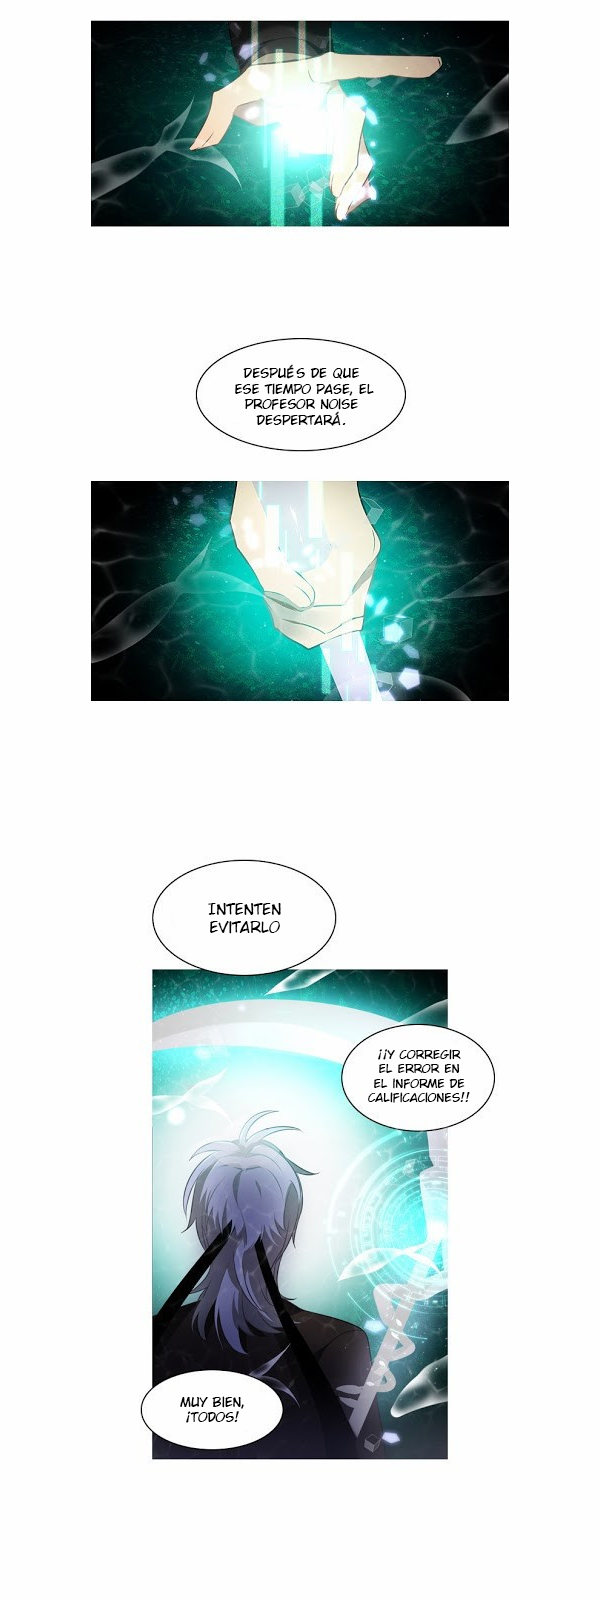 DESPUÉS DE QUE
ESE TIEMPO PASE, EL
PROFESOR NOISE
DESPERTARÁ.
INTENTEN
EVITARLO
¡¡Y CORREGIR
EL ERROR EN
EL INFORME DE
CALIFICACIONES!!
MUY BIEN,
¡TODOS!